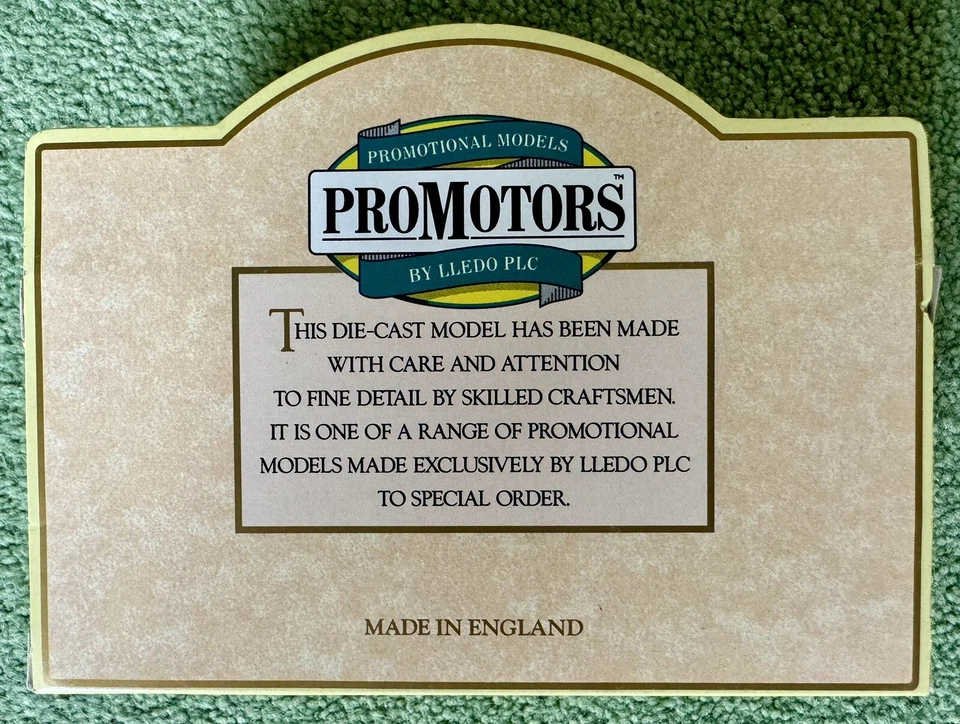 PROMOTIONAL MODELS
PROMOTORS™
BY LLEDO PLC
THIS DIE-CAST MODEL HAS BEEN MADE
WITH CARE AND ATTENTION
TO FINE DETAIL BY SKILLED CRAFTSMEN.
IT IS ONE OF A RANGE OF PROMOTIONAL
MODELS MADE EXCLUSIVELY BY LLEDO PLC
TO SPECIAL ORDER.
MADE IN ENGLAND